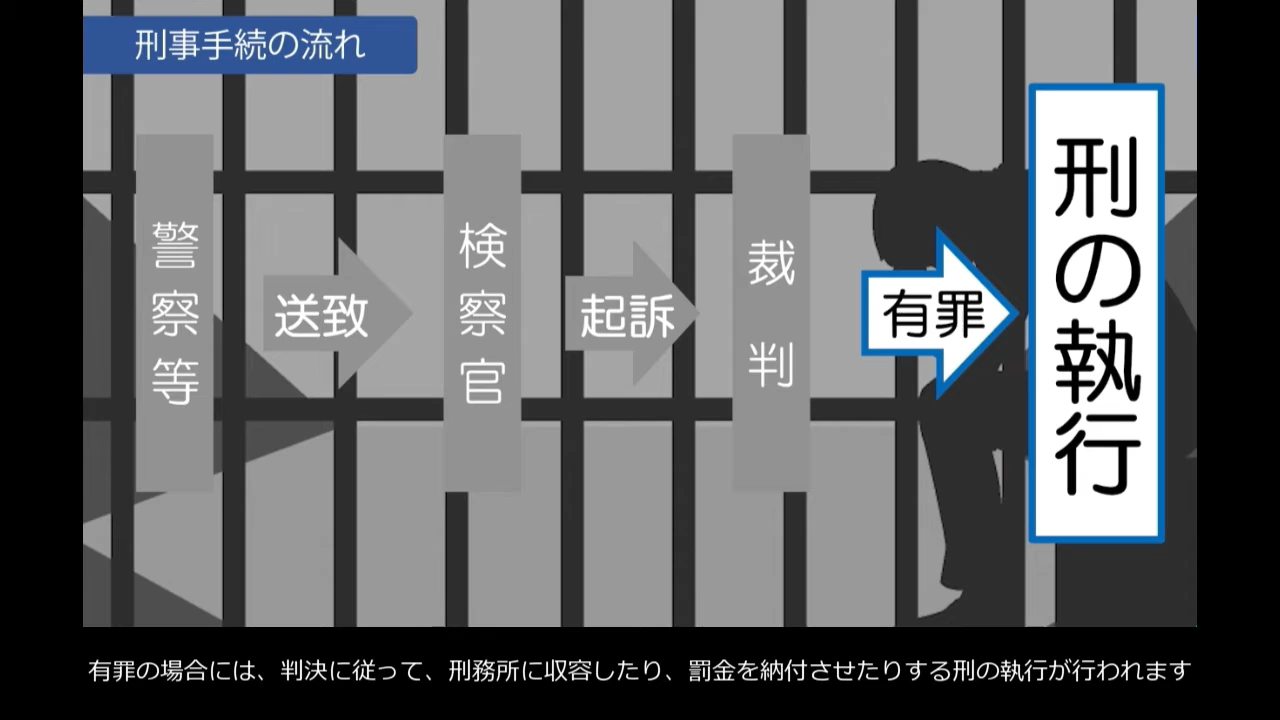 刑事手続の流れ
警察等
送致
検察官
起訴
裁判
有罪
刑の執行
有罪の場合には、判決に従って、刑務所に収容したり、罰金を納付させたりする刑の執行が行われます